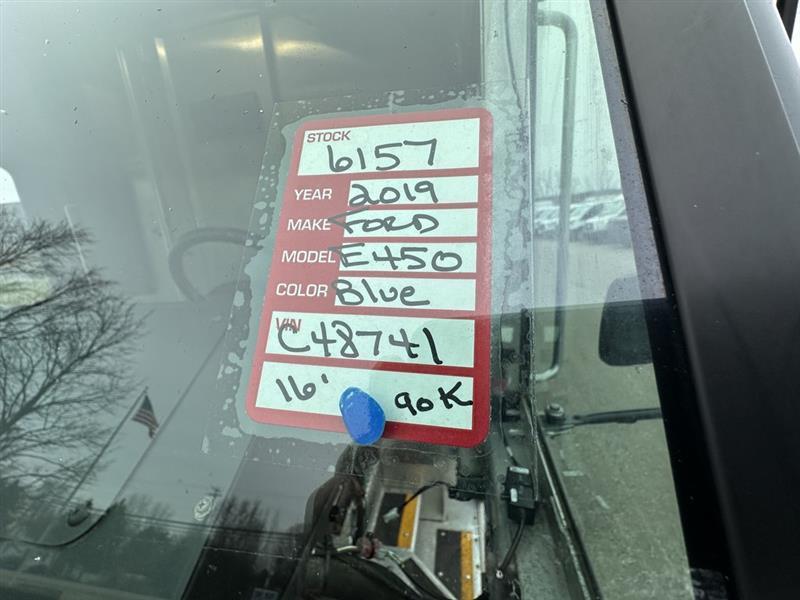 STOCK
6157
YEAR 2019
MAKE FORD
MODEL E450
COLOR Blue
VIN
C48741
16' 90K